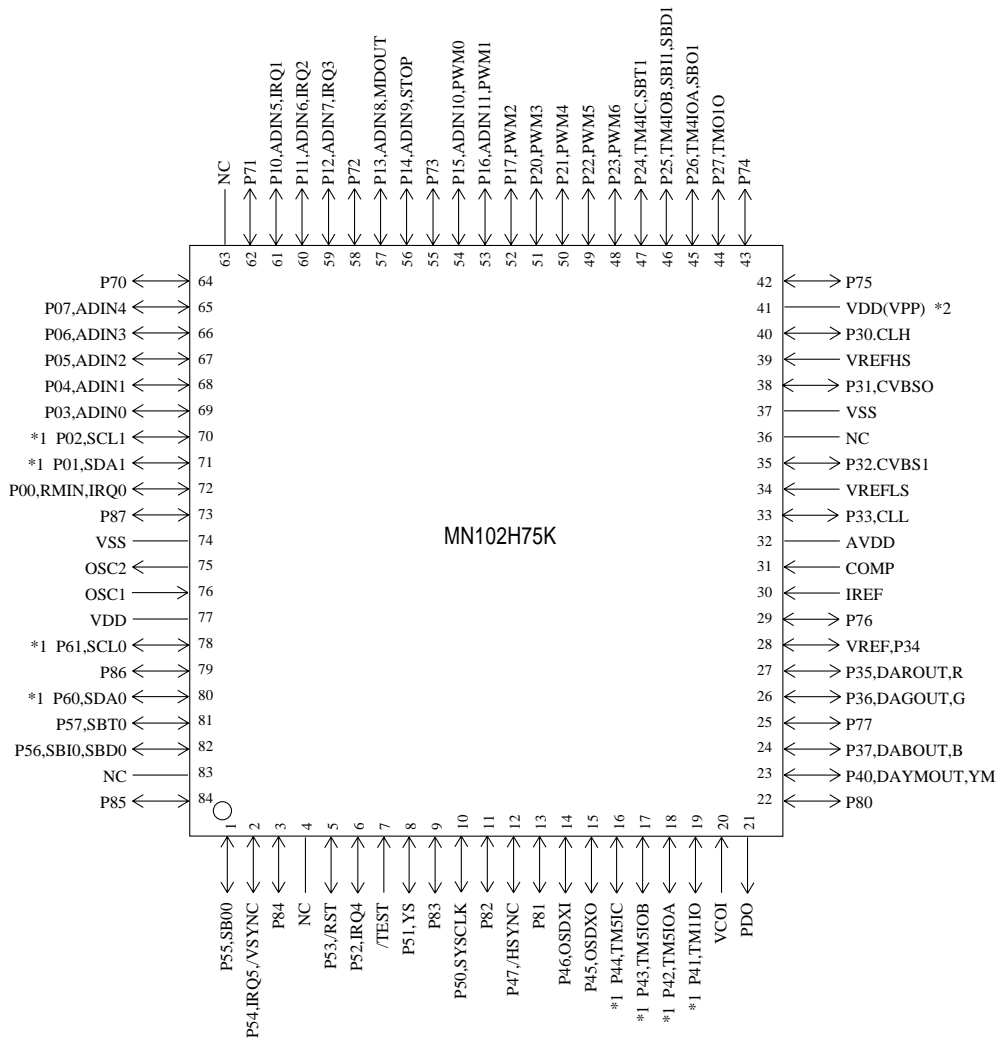 NC
P71
P10,ADIN5,IRQ1
P11,ADIN6,IRQ2
P12,ADIN7,IRQ3
P72
P13,ADIN8,MDOUT
P14,ADIN9,STOP
P73
P15,ADIN10,PWM0
P16,ADIN11,PWM1
P17,PWM2
P20,PWM3
P21,PWM4
P22,PWM5
P23,PWM6
P24,TM4IC,SBT1
P25,TM4IOB,SBI1,SBD1
P26,TM4IOA,SBO1
P27,TMO1O
P74
63
62
61
60
59
58
57
56
55
54
53
52
51
50
49
48
47
46
45
44
43
P70 64
P07,ADIN4 65
P06,ADIN3 66
P05,ADIN2 67
P04,ADIN1 68
P03,ADIN0 69
*1 P02,SCL1 70
*1 P01,SDA1 71
P00,RMIN,IRQ0 72
P87 73
VSS 74
OSC2 75
OSC1 76
VDD 77
*1 P61,SCL0 78
P86 79
*1 P60,SDA0 80
P57,SBT0 81
P56,SBI0,SBD0 82
NC 83
P85 84
MN102H75K
42 P75
41 VDD(VPP) *2
40 P30.CLH
39 VREFHS
38 P31,CVBSO
37 VSS
36 NC
35 P32.CVBS1
34 VREFLS
33 P33,CLL
32 AVDD
31 COMP
30 IREF
29 P76
28 VREF,P34
27 P35,DAROUT,R
26 P36,DAGOUT,G
25 P77
24 P37,DABOUT,B
23 P40,DAYMOUT,YM
22 P80
1
2
3
4
5
6
7
8
9
10
11
12
13
14
15
16
17
18
19
20
21
P55,SB00
P54,IRQ5,/VSYNC
P84
NC
P53,/RST
P52,IRQ4
/TEST
P51,YS
P83
P50,SYSCLK
P82
P47,/HSYNC
P81
P46,OSDXI
P45,OSDXO
*1 P44,TM5IC
*1 P43,TM5IOB
*1 P42,TM5IOA
*1 P41,TM1IO
VCOI
PDO